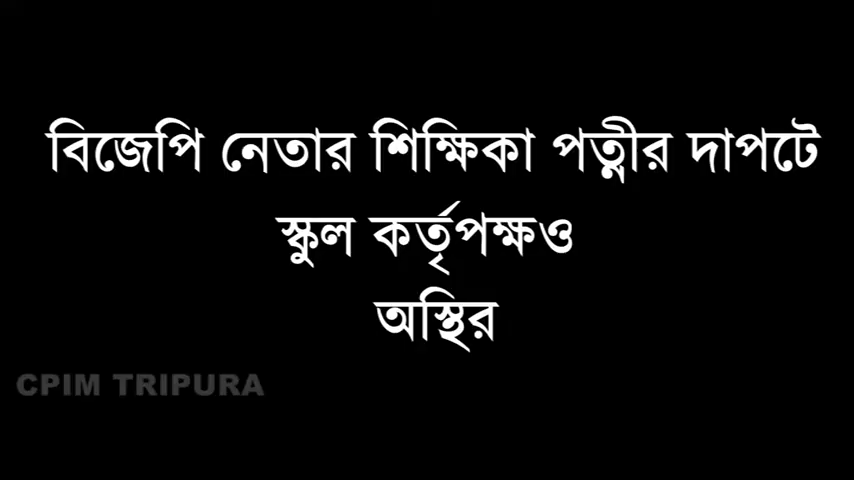 বিজেপি নেতার শিক্ষিকা পত্নীর দাপটে
স্কুল কর্তৃপক্ষও
অস্থির
CPIM TRIPURA